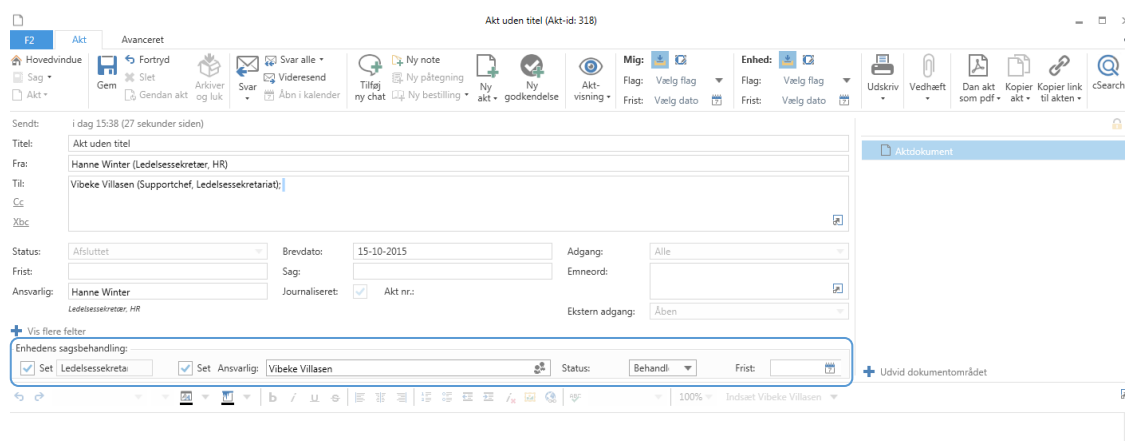 Akt uden titel (Akt-id: 318)
F2 Akt Avanceret
Hovedvindue
Sag
Akt
Gem
Fortryd
Slet
Gendan akt
Arkiver
og luk
Svar
Svar alle
Videresend
Åbn i kalender
Tilføj
ny chat
Ny note
Ny påtegning
Ny bestilling
Ny
akt
Ny
godkendelse
Akt-
visning
Mig:
Flag: Vælg flag
Frist: Vælg dato
Enhed:
Flag: Vælg flag
Frist: Vælg dato
Udskriv
Vedhæft
Dan akt
som pdf
Kopier
akt
Kopier link
til akten
cSearch
Sendt: i dag 15:38 (27 sekunder siden)
Titel: Akt uden titel
Fra: Hanne Winter (Ledelsessekretær, HR)
Til: Vibeke Villasen (Supportchef, Ledelsessekretariat);
Cc
Xbc
Aktdokument
Status: Afsluttet Brevdato: 15-10-2015 Adgang: Alle
Frist: Sag: Emneord:
Ansvarlig: Hanne Winter Journaliseret: Akt nr.:
Ledelsessekretær, HR
Ekstern adgang: Åben
Vis flere felter
Enhedens sagsbehandling:
Set Ledelsessekretar Set Ansvarlig: Vibeke Villasen Status: Behandl Frist:
Udvid dokumentområdet
b i u 100% Indsæt Vibeke Villasen